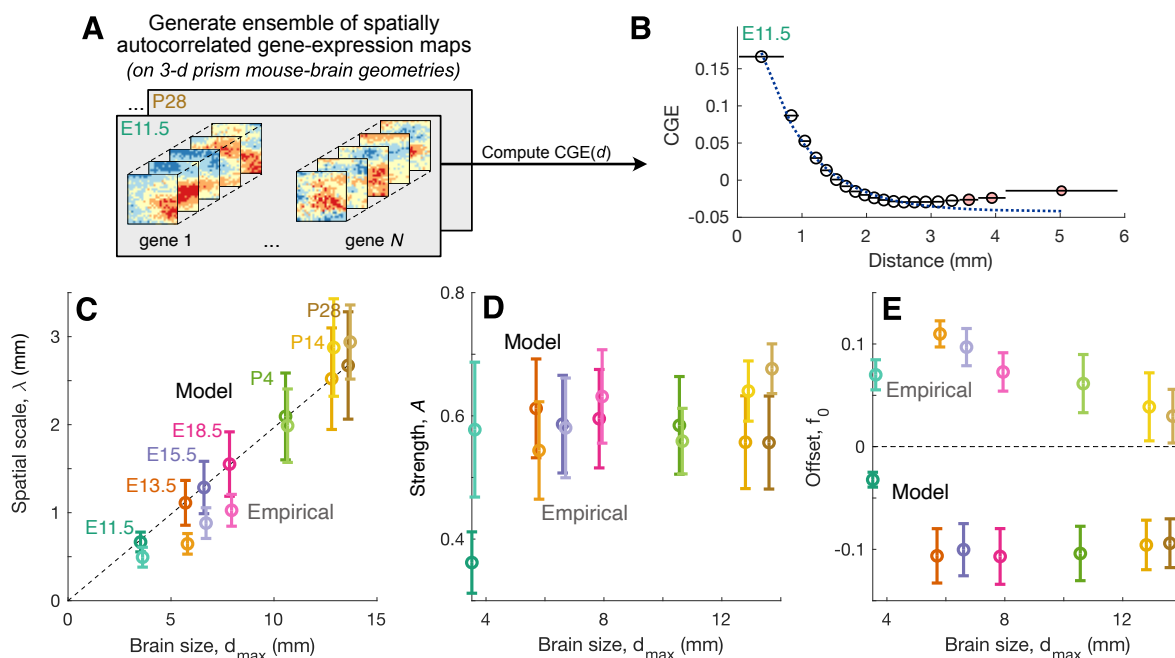 A
Generate ensemble of spatially
autocorrelated gene-expression maps
(on 3-d prism mouse-brain geometries)
... P28
E11.5
gene 1
...
gene N
Compute CGE(d)
B
E11.5
CGE
0.15
0.1
0.05
0
-0.05
0 1 2 3 4 5 6
Distance (mm)
C
Spatial scale, λ (mm)
3
2
1
0
P28
P14
P4
Model
E18.5
E15.5
E13.5
E11.5
Empirical
0 5 10 15
Brain size, dmax (mm)
D
Strength, A
0.8
0.6
0.4
Model
Empirical
4 8 12
Brain size, dmax (mm)
E
Offset, f0
0.1
0
-0.1
Empirical
Model
4 8 12
Brain size, dmax (mm)